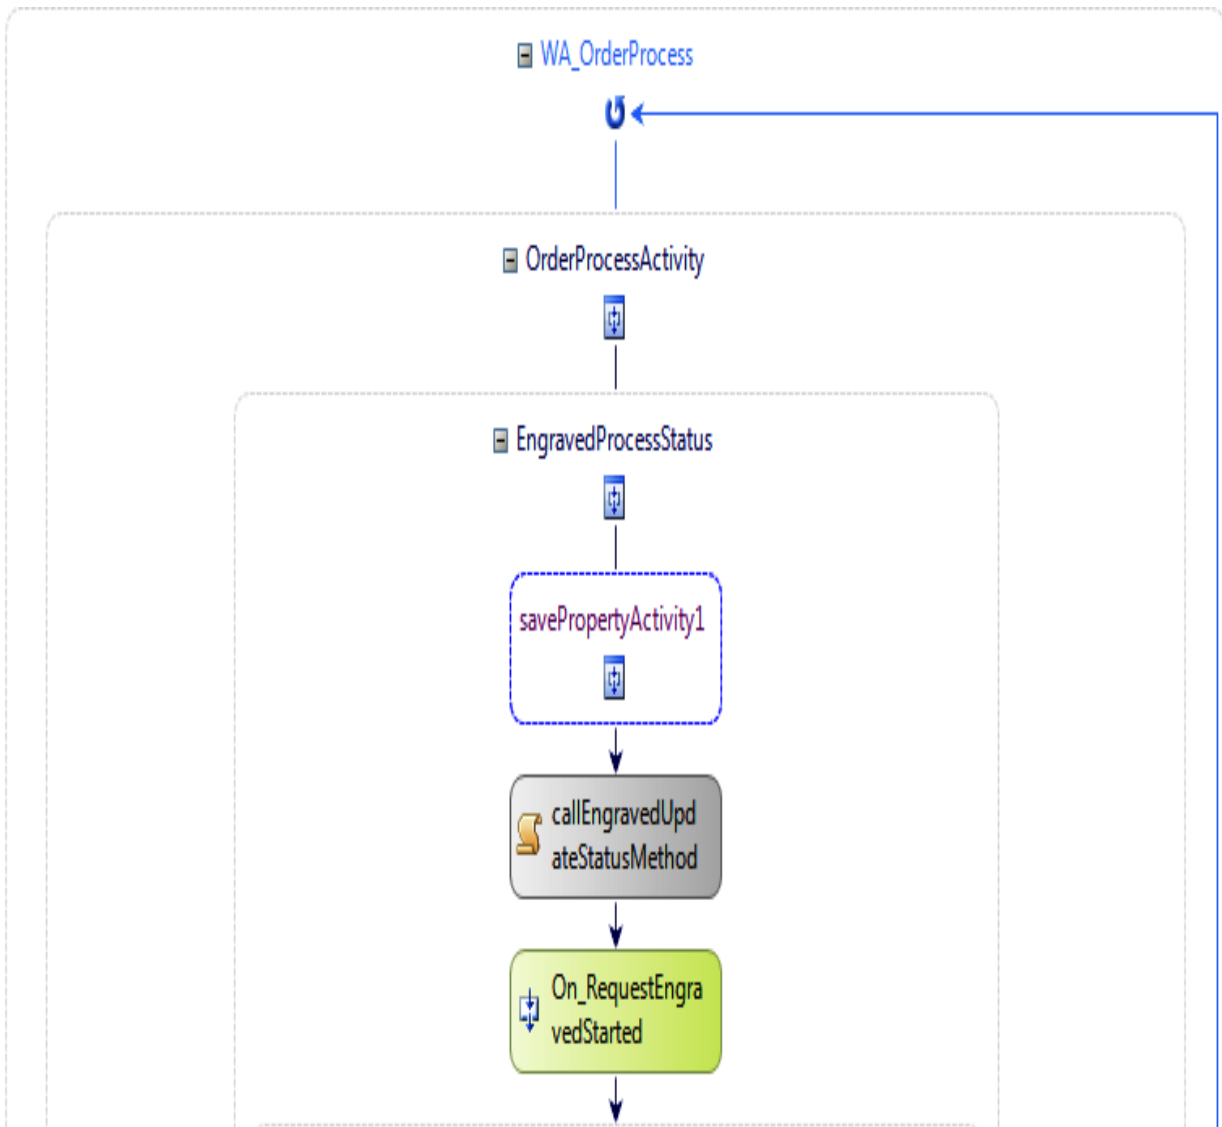 WA_OrderProcess
OrderProcessActivity
EngravedProcessStatus
savePropertyActivity1
callEngravedUpd
ateStatusMethod
On_RequestEngra
vedStarted